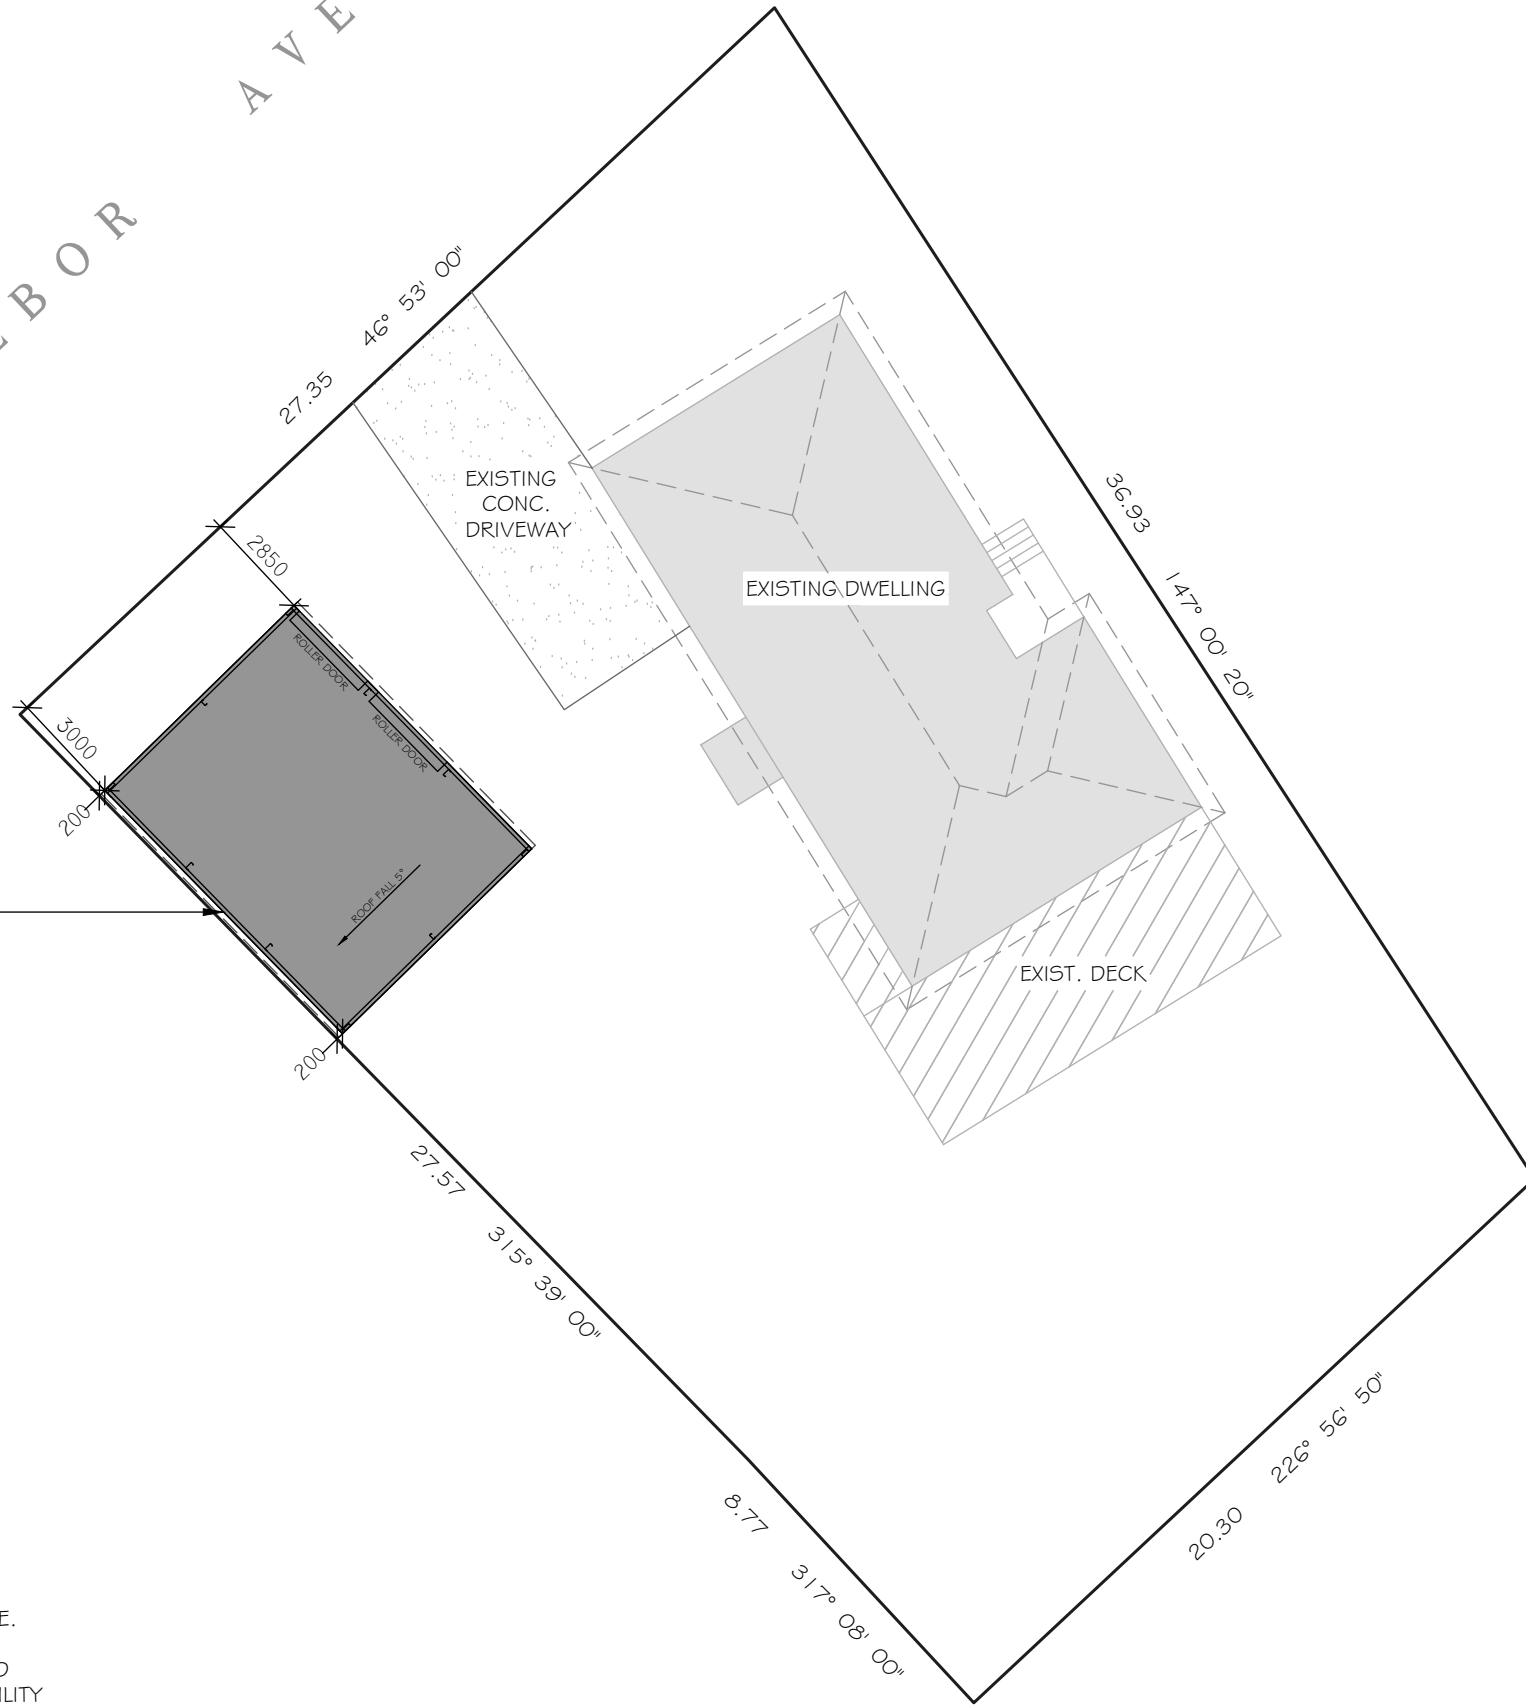 AVE
BOR
46° 53' 00"
27.35
EXISTING
CONC.
DRIVEWAY
2850
36.93
147° 00' 20"
EXISTING DWELLING
ROLLER DOOR
ROLLER DOOR
3000
200
ROOF FALL 5°
EXIST. DECK
200
27.57
315° 39' 00"
226° 56' 50"
20.30
8.77
317° 08' 00"
E.
ILITY